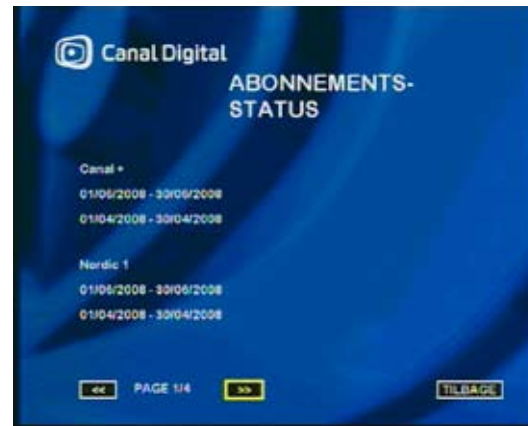 Canal Digital
ABONNEMENTS-
STATUS
Canal +
01/06/2008 - 30/06/2008
01/04/2008 - 30/04/2008
Nordic 1
01/06/2008 - 30/06/2008
01/04/2008 - 30/04/2008
<< PAGE 1/4 >> TILBAGE